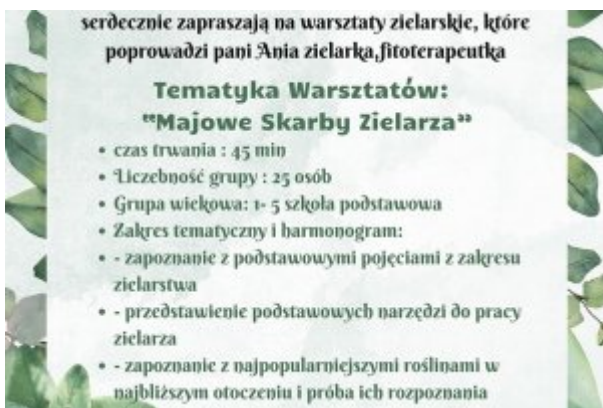 serdecznie zapraszają na warsztaty zielarskie, które
poprowadzi pani Ania zielarka,fitoterapeutka
Tematyka Warsztatów:
"Majowe Skarby Zielarza"
• czas trwania : 45 min
• Liczebność grupy : 25 osób
• Grupa wiekowa: 1- 5 szkoła podstawowa
• Zakres tematyczny i harmonogram:
• - zapoznanie z podstawowymi pojęciami z zakresu
zielarstwa
• - przedstawienie podstawowych narzędzi do pracy
zielarza
• - zapoznanie z najpopularniejszymi roślinami w
najbliższym otoczeniu i próba ich rozpoznania